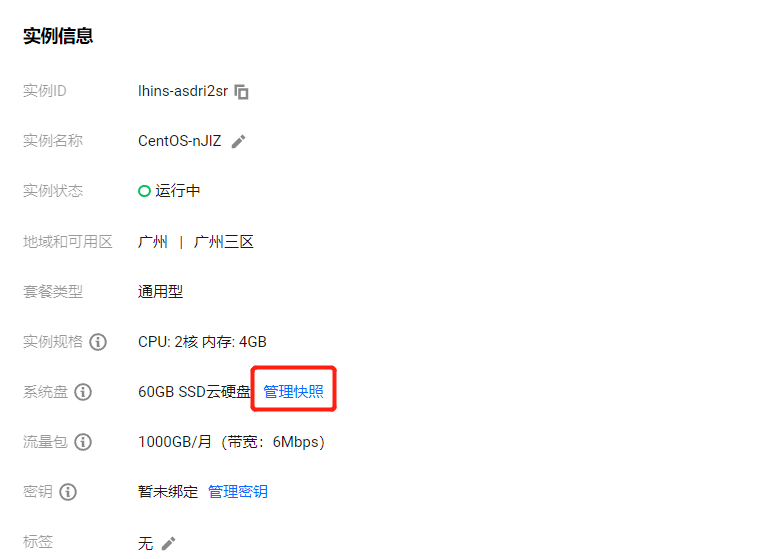 实例信息
实例ID lhins-asdri2sr
实例名称 CentOS-nJIZ
实例状态 运行中
地域和可用区 广州 | 广州三区
套餐类型 通用型
实例规格 CPU: 2核 内存: 4GB
系统盘 60GB SSD云硬盘 管理快照
流量包 1000GB/月（带宽：6Mbps）
密钥 暂未绑定 管理密钥
标签 无